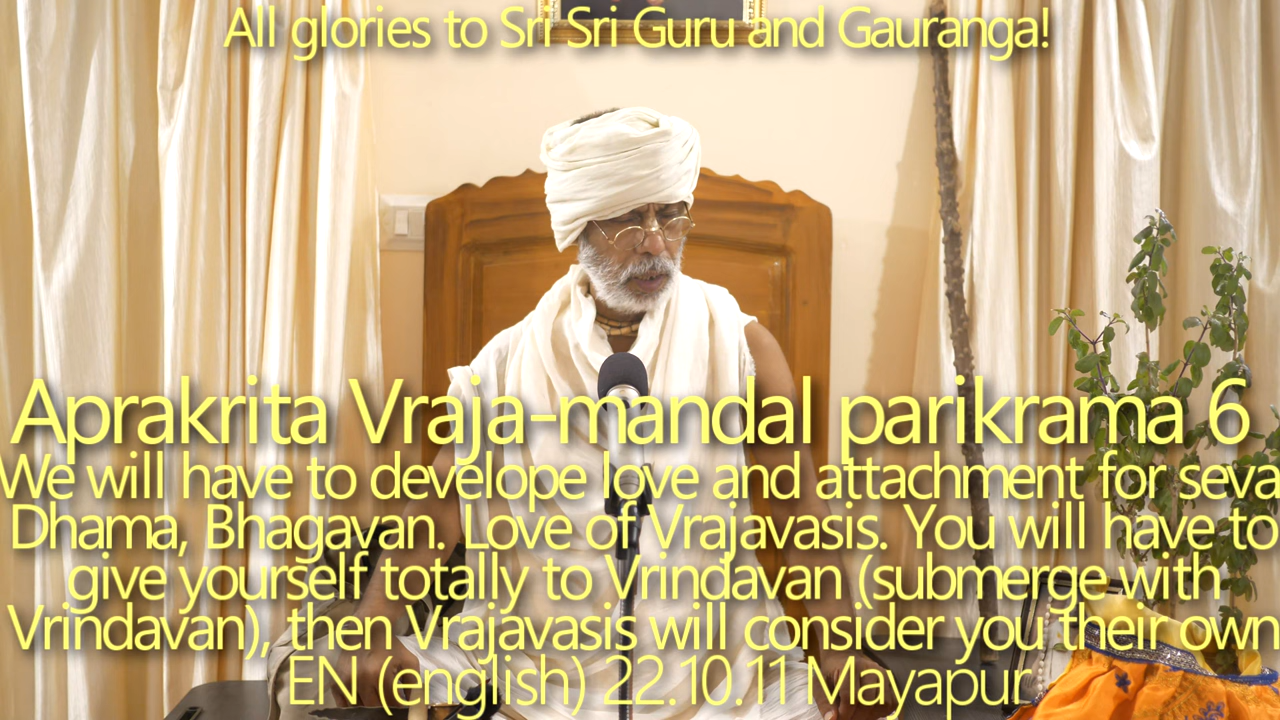 All glories to Sri Sri Guru and Gauranga!
Aprakrita Vraja-mandal parikrama 6
We will have to develope love and attachment for seva
Dhama, Bhagavan. Love of Vrajavasis. You will have to
give yourself totally to Vrindavan (submerge with
Vrindavan), then Vrajavasis will consider you their own
EN (english) 22.10.11 Mayapur